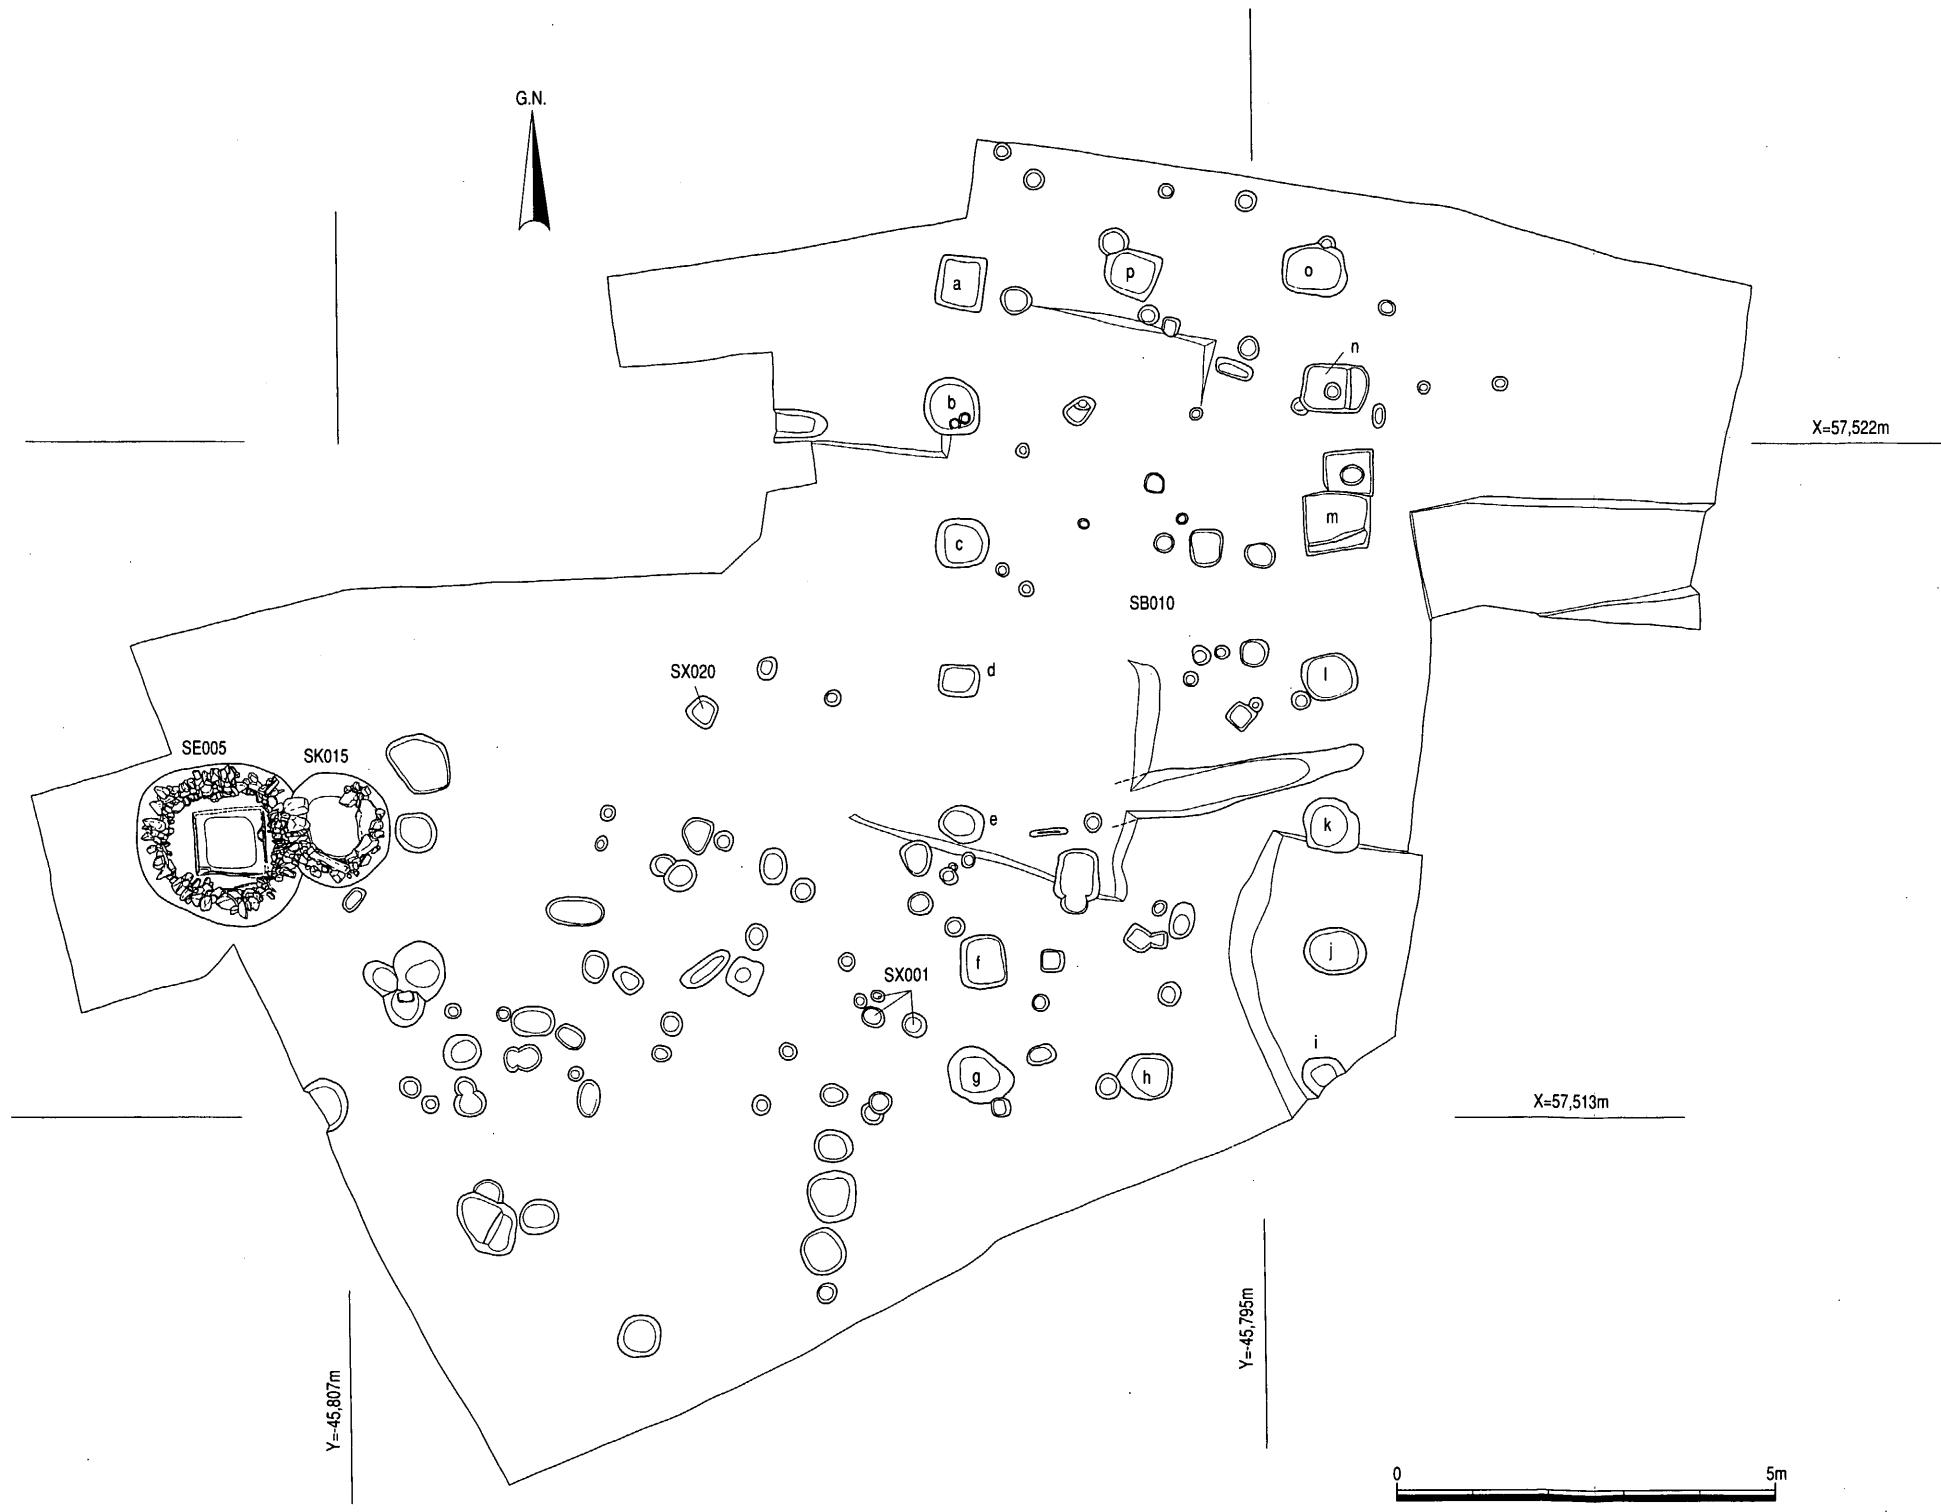 G.N.
a
p
o
n
b
X=57,522m
m
c
SB010
SX020
d
l
SE005
SK015
e
k
f
j
SX001
i
g
h
X=57,513m
Y=-45,795m
Y=-45,807m
0
5m